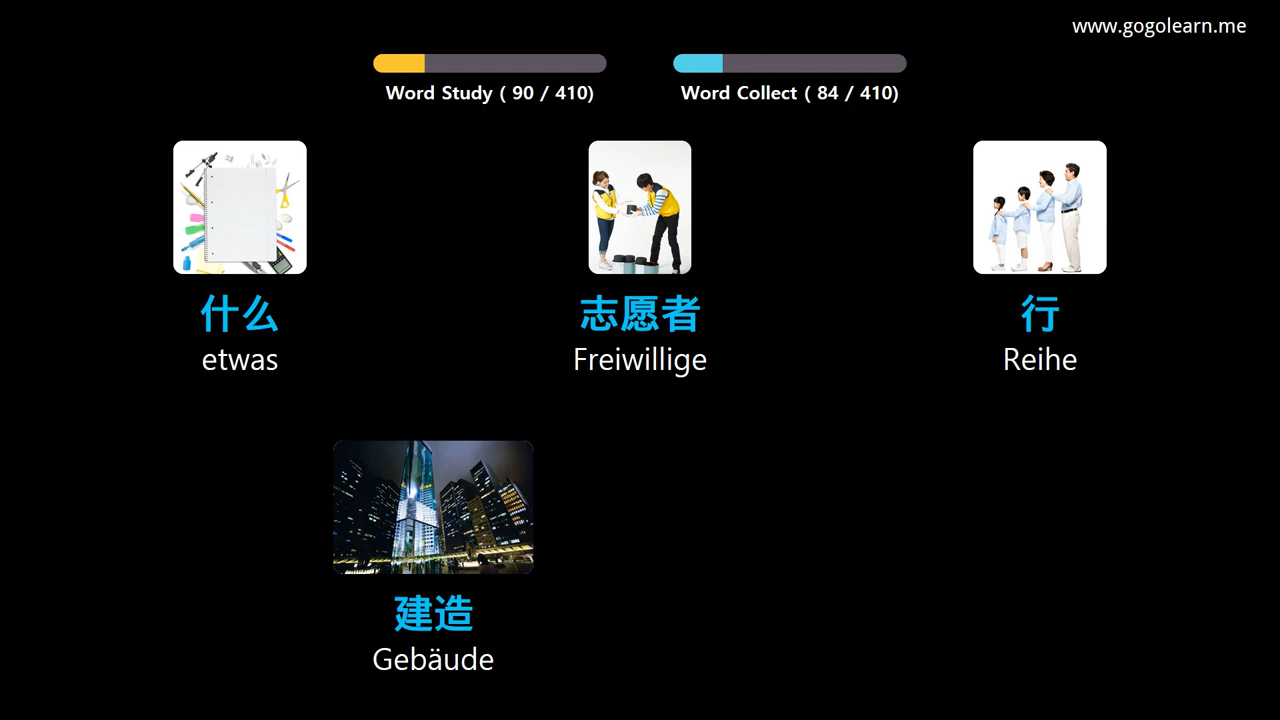 www.gogolearn.me
Word Study ( 90 / 410)
Word Collect ( 84 / 410)
什么
etwas
志愿者
Freiwillige
行
Reihe
建造
Gebäude